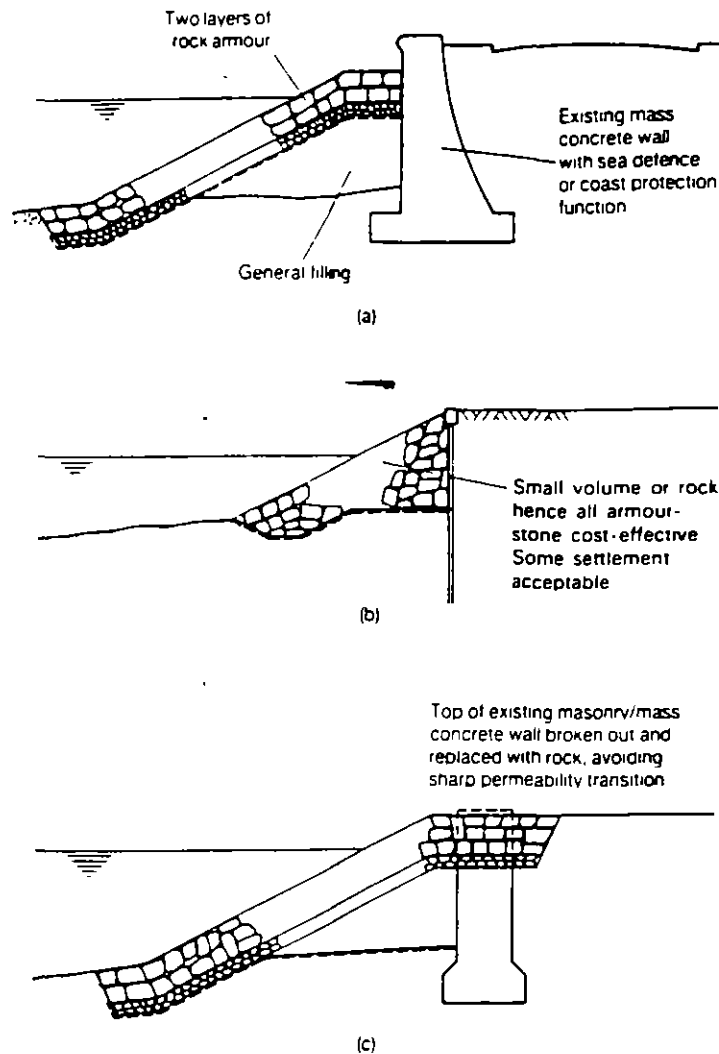 Two layers of
rock armour
Existing mass
concrete wall
with sea defence
or coast protection
function
General filling
(a)
Small volume or rock
hence all armour-
stone cost-effective
Some settlement
acceptable
(b)
Top of existing masonry/mass
concrete wall broken out and
replaced with rock, avoiding
sharp permeability transition
(c)